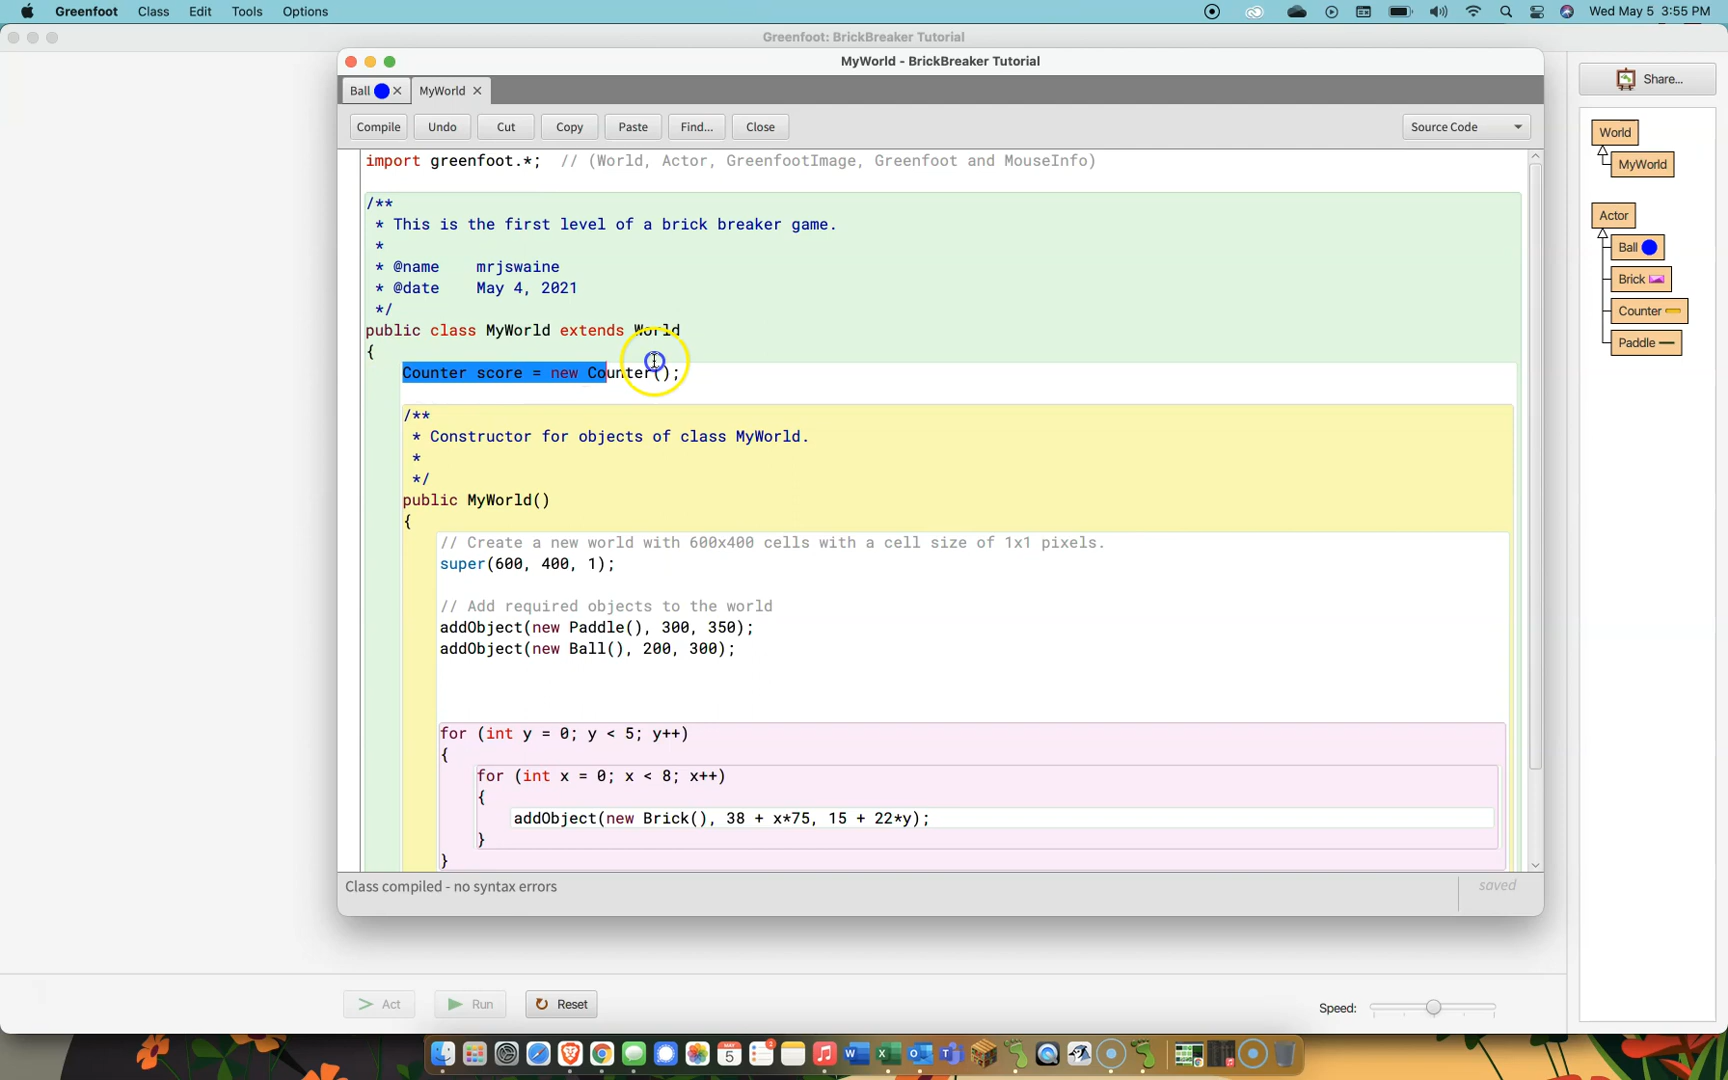 Greenfoot Class Edit Tools Options Wed May 5 3:55 PM
Greenfoot: BrickBreaker Tutorial
MyWorld - BrickBreaker Tutorial
Share...
Ball MyWorld
Compile Undo Cut Copy Paste Find... Close Source Code
import greenfoot.*;  // (World, Actor, GreenfootImage, Greenfoot and MouseInfo)
/**
 * This is the first level of a brick breaker game.
 *
 * @name    mrjswaine
 * @date    May 4, 2021
 */
public class MyWorld extends World
{
    Counter score = new Counter();
    /**
     * Constructor for objects of class MyWorld.
     *
     */
    public MyWorld()
    {
        // Create a new world with 600x400 cells with a cell size of 1x1 pixels.
        super(600, 400, 1);
        // Add required objects to the world
        addObject(new Paddle(), 300, 350);
        addObject(new Ball(), 200, 300);
        for (int y = 0; y < 5; y++)
        {
            for (int x = 0; x < 8; x++)
            {
                addObject(new Brick(), 38 + x*75, 15 + 22*y);
            }
        }
Class compiled - no syntax errors
saved
World
MyWorld
Actor
Ball
Brick
Counter
Paddle
Act Run Reset Speed: